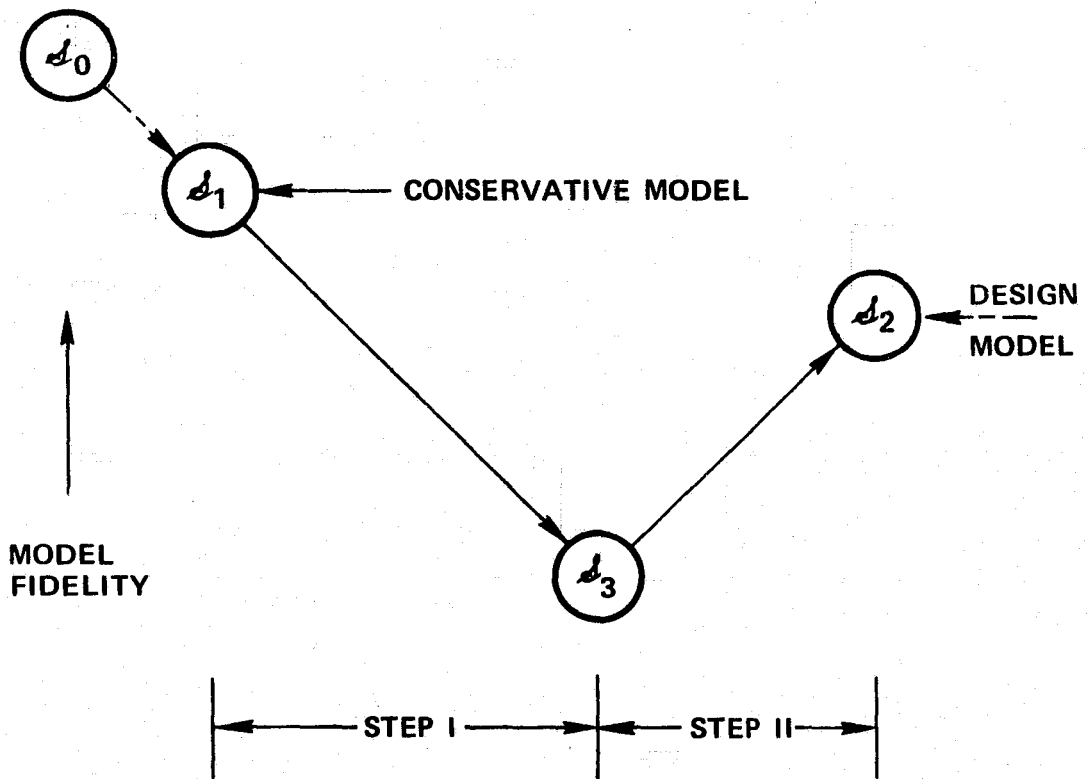 𝒮0
𝒮1
CONSERVATIVE MODEL
𝒮2
DESIGN
MODEL
MODEL
FIDELITY
𝒮3
STEP I
STEP II